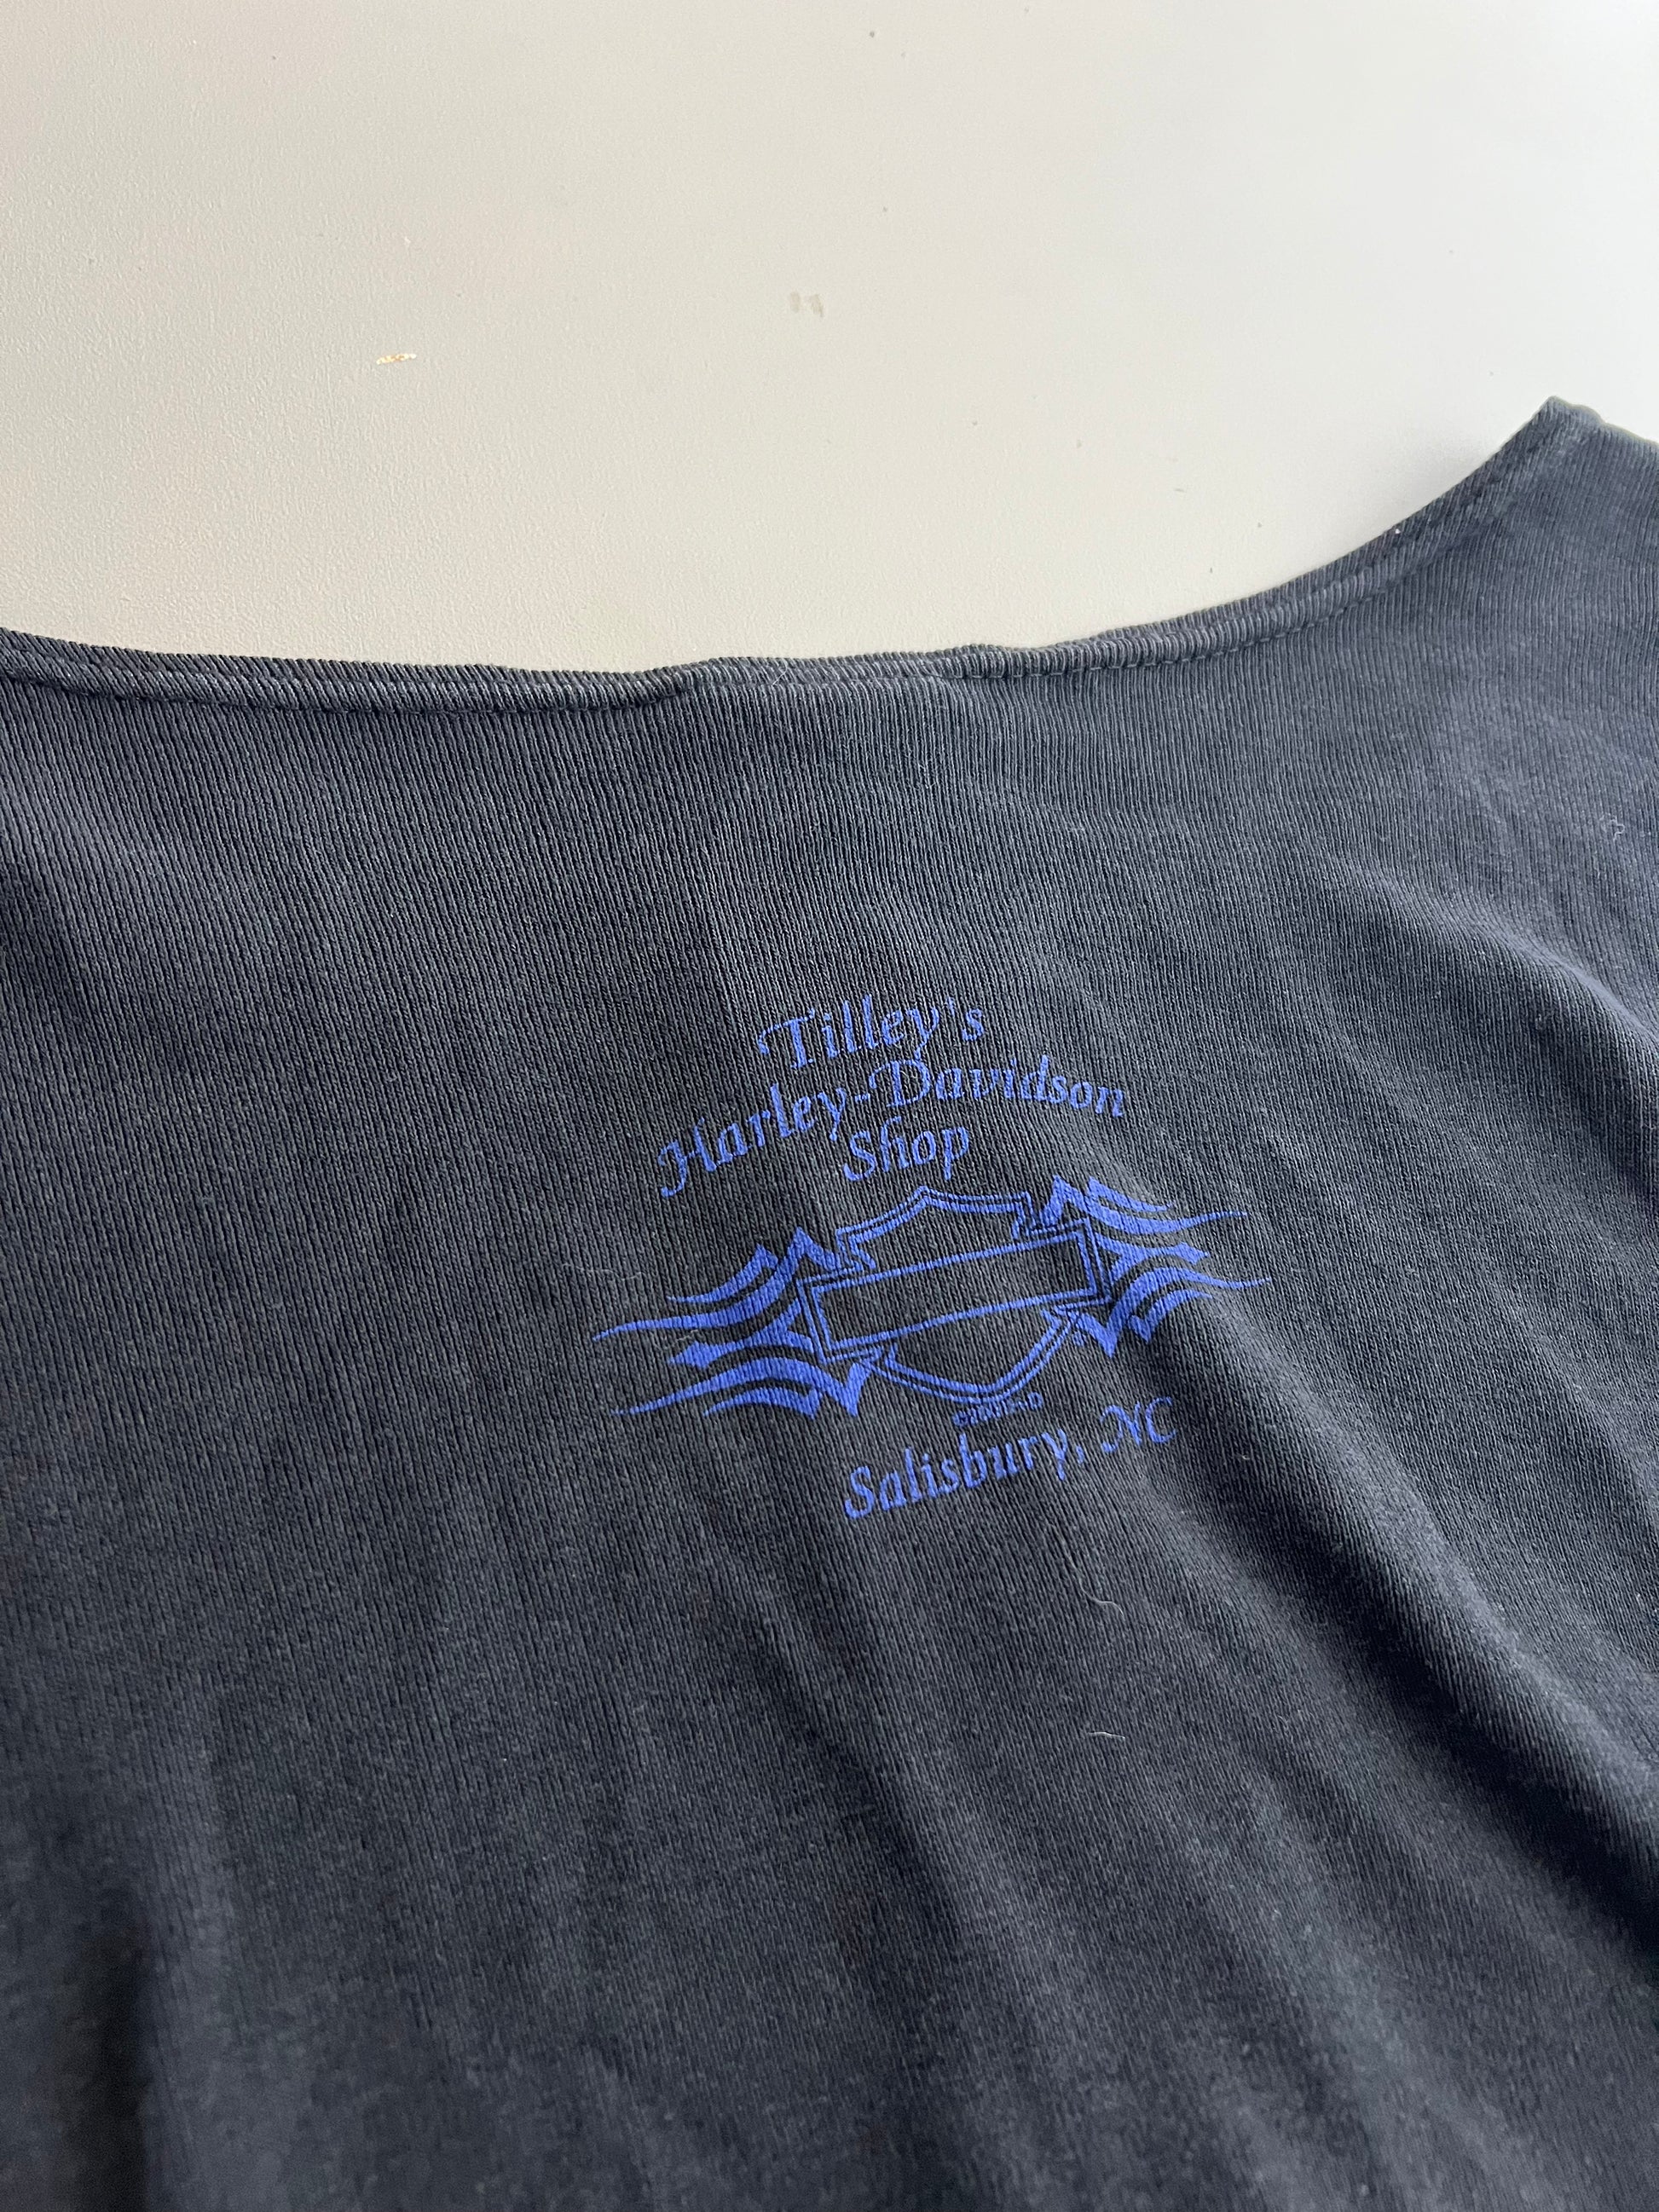 Tilley's
Harley-Davidson
Shop
Salisbury, NC